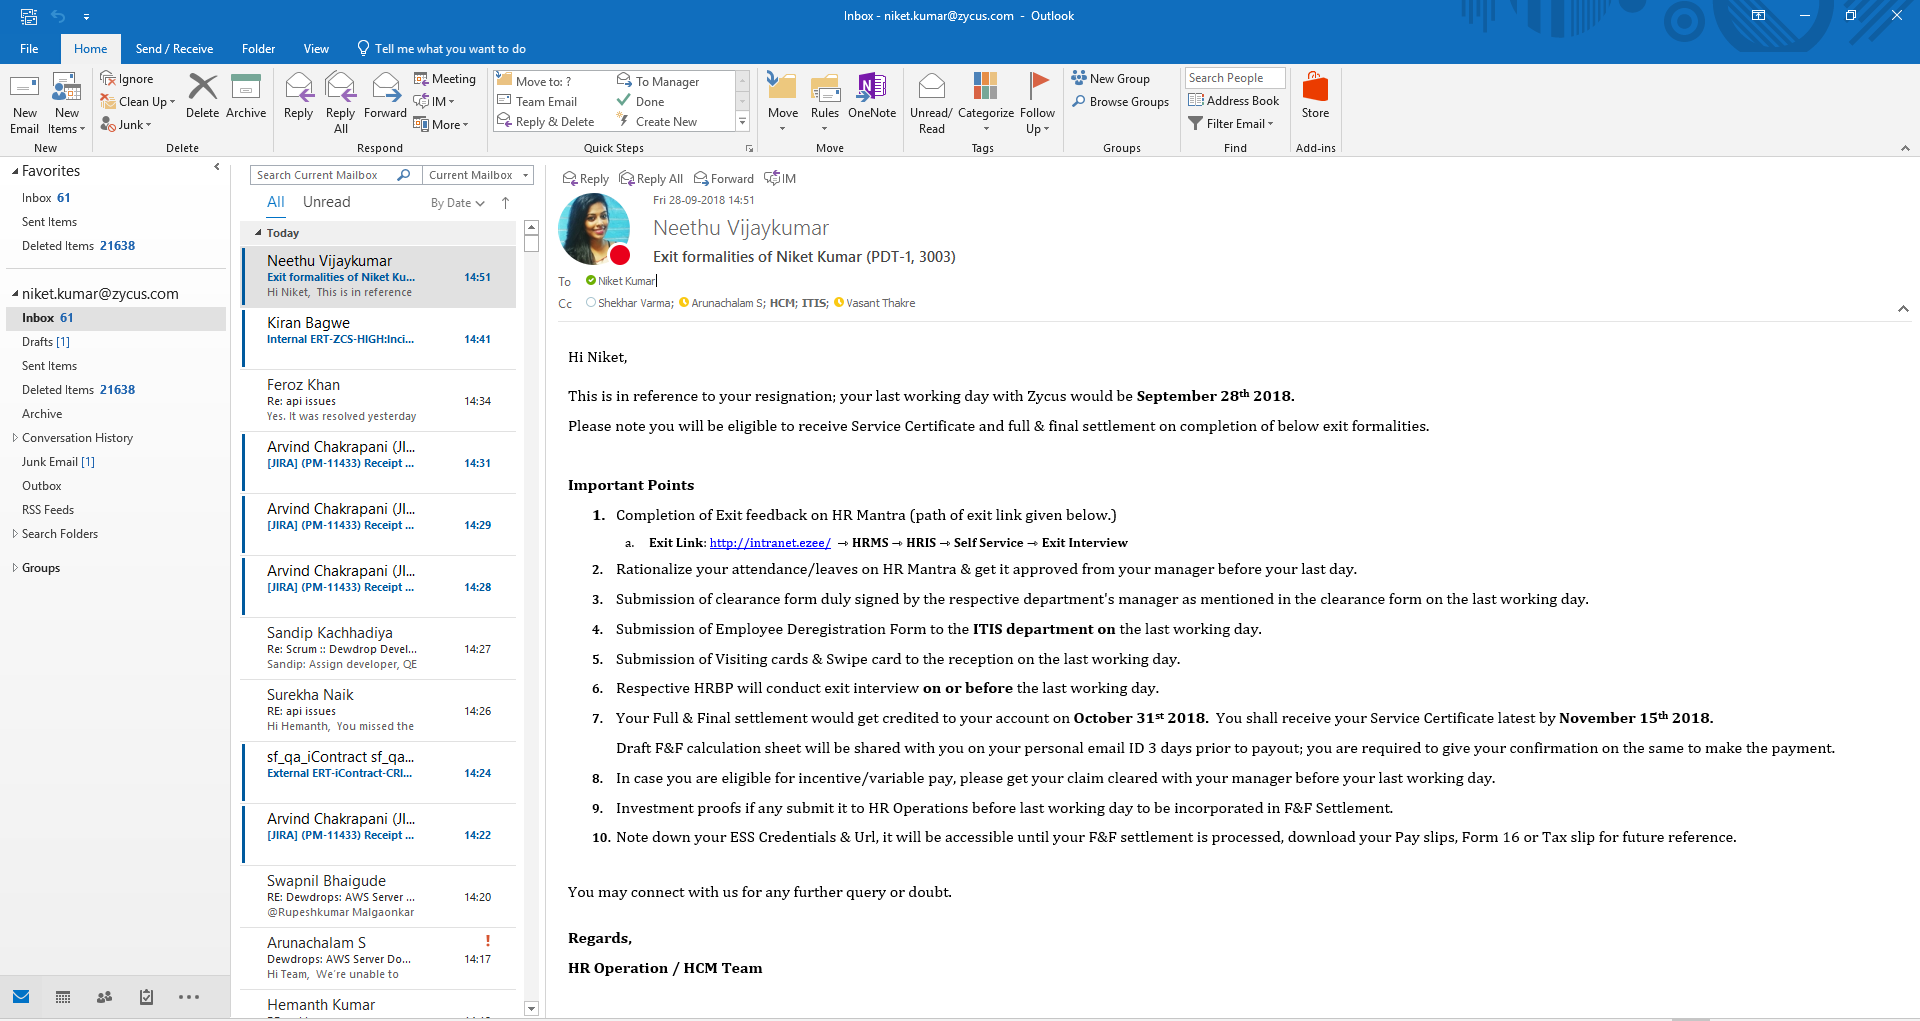 Inbox - niket.kumar@zycus.com - Outlook
File Home Send / Receive Folder View Tell me what you want to do
New Email
New Items
Ignore
Clean Up
Junk
Delete
Archive
Reply
Reply All
Forward
Meeting
IM
More
Move to: ?
Team Email
Reply & Delete
To Manager
Done
Create New
Move
Rules
OneNote
Unread/ Read
Categorize
Follow Up
New Group
Browse Groups
Search People
Address Book
Filter Email
Store
New Delete Respond Quick Steps Move Tags Groups Find Add-ins
Favorites
Inbox 61
Sent Items
Deleted Items 21638
niket.kumar@zycus.com
Inbox 61
Drafts [1]
Sent Items
Deleted Items 21638
Archive
Conversation History
Junk Email [1]
Outbox
RSS Feeds
Search Folders
Groups
Search Current Mailbox Current Mailbox
All Unread By Date
Today
Neethu Vijaykumar
Exit formalities of Niket Ku... 14:51
Hi Niket, This is in reference
Kiran Bagwe
Internal ERT-ZCS-HIGH:Inci... 14:41
Feroz Khan
Re: api issues 14:34
Yes. It was resolved yesterday
Arvind Chakrapani (JI...
[JIRA] (PM-11433) Receipt ... 14:31
Arvind Chakrapani (JI...
[JIRA] (PM-11433) Receipt ... 14:29
Arvind Chakrapani (JI...
[JIRA] (PM-11433) Receipt ... 14:28
Sandip Kachhadiya
Re: Scrum :: Dewdrop Devel... 14:27
Sandip: Assign developer, QE
Surekha Naik
RE: api issues 14:26
Hi Hemanth, You missed the
sf_qa_iContract sf_qa...
External ERT-iContract-CRI... 14:24
Arvind Chakrapani (JI...
[JIRA] (PM-11433) Receipt ... 14:22
Swapnil Bhaigude
RE: Dewdrops: AWS Server ... 14:20
@Rupeshkumar Malgaonkar
Arunachalam S !
Dewdrops: AWS Server Do... 14:17
Hi Team, We're unable to
Hemanth Kumar
Reply Reply All Forward IM
Fri 28-09-2018 14:51
Neethu Vijaykumar
Exit formalities of Niket Kumar (PDT-1, 3003)
To Niket Kumar
Cc Shekhar Varma; Arunachalam S; HCM; ITIS; Vasant Thakre
Hi Niket,
This is in reference to your resignation; your last working day with Zycus would be September 28th 2018.
Please note you will be eligible to receive Service Certificate and full & final settlement on completion of below exit formalities.
Important Points
1. Completion of Exit feedback on HR Mantra (path of exit link given below.)
a. Exit Link: http://intranet.ezee/ → HRMS → HRIS → Self Service → Exit Interview
2. Rationalize your attendance/leaves on HR Mantra & get it approved from your manager before your last day.
3. Submission of clearance form duly signed by the respective department's manager as mentioned in the clearance form on the last working day.
4. Submission of Employee Deregistration Form to the ITIS department on the last working day.
5. Submission of Visiting cards & Swipe card to the reception on the last working day.
6. Respective HRBP will conduct exit interview on or before the last working day.
7. Your Full & Final settlement would get credited to your account on October 31st 2018. You shall receive your Service Certificate latest by November 15th 2018.
Draft F&F calculation sheet will be shared with you on your personal email ID 3 days prior to payout; you are required to give your confirmation on the same to make the payment.
8. In case you are eligible for incentive/variable pay, please get your claim cleared with your manager before your last working day.
9. Investment proofs if any submit it to HR Operations before last working day to be incorporated in F&F Settlement.
10. Note down your ESS Credentials & Url, it will be accessible until your F&F settlement is processed, download your Pay slips, Form 16 or Tax slip for future reference.
You may connect with us for any further query or doubt.
Regards,
HR Operation / HCM Team